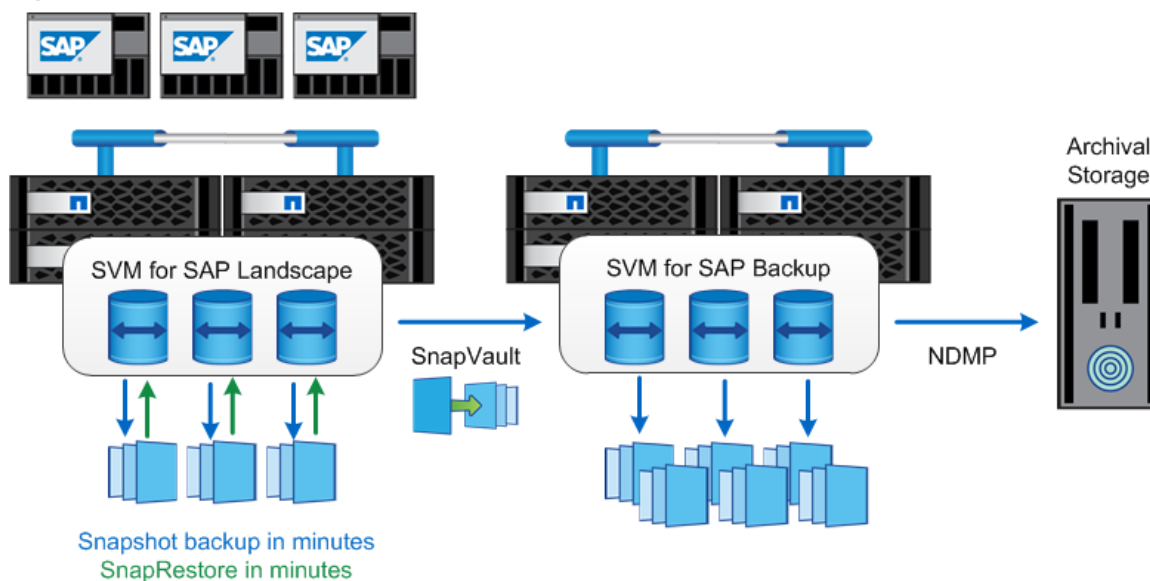 SAP SAP SAP
Archival
Storage
SVM for SAP Landscape
SVM for SAP Backup
SnapVault
NDMP
Snapshot backup in minutes
SnapRestore in minutes